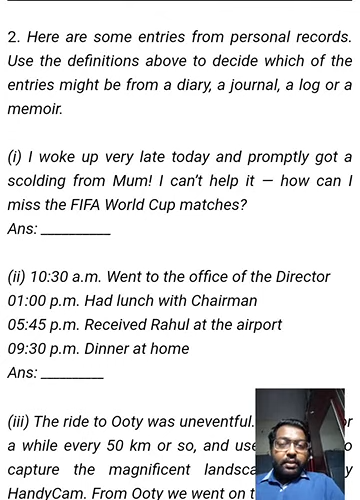 2. Here are some entries from personal records.
Use the definitions above to decide which of the
entries might be from a diary, a journal, a log or a
memoir.
(i) I woke up very late today and promptly got a
scolding from Mum! I can't help it — how can I
miss the FIFA World Cup matches?
Ans: __________
(ii) 10:30 a.m. Went to the office of the Director
01:00 p.m. Had lunch with Chairman
05:45 p.m. Received Rahul at the airport
09:30 p.m. Dinner at home
Ans: _________
(iii) The ride to Ooty was uneventful.
a while every 50 km or so, and
capture the magnificent
HandyCam. From Ooty we went on